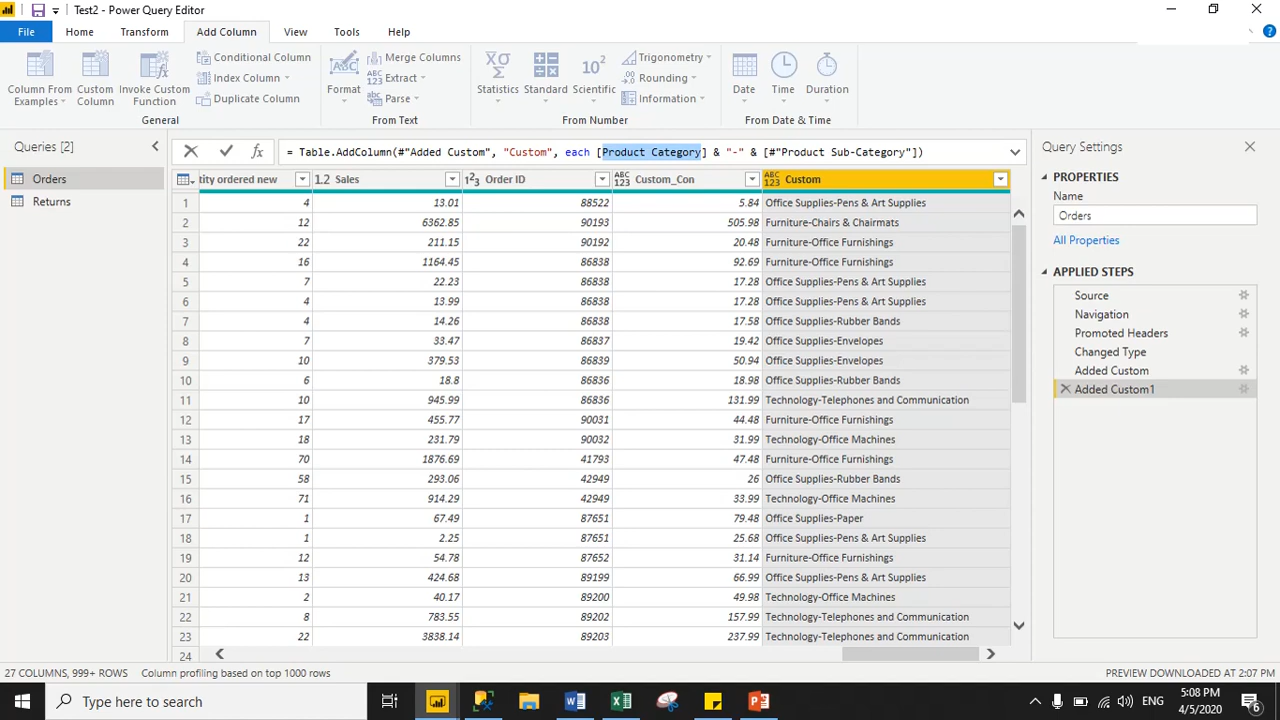 Test2 - Power Query Editor
File Home Transform Add Column View Tools Help
Column From Examples
Custom Column
Invoke Custom Function
Conditional Column
Index Column
Duplicate Column
General
Format
Merge Columns
ABC 123 Extract
ABC Parse
From Text
XΣσ Statistics
Standard
10² Scientific
Trigonometry
.00 Rounding
Information
From Number
Date
Time
Duration
From Date & Time
Queries [2]
Orders
Returns
fx = Table.AddColumn(#"Added Custom", "Custom", each [Product Category] & "-" & [#"Product Sub-Category"])
tity ordered new 1.2 Sales 1²3 Order ID ABC 123 Custom_Con ABC 123 Custom
1 4 13.01 88522 5.84 Office Supplies-Pens & Art Supplies
2 12 6362.85 90193 505.98 Furniture-Chairs & Chairmats
3 22 211.15 90192 20.48 Furniture-Office Furnishings
4 16 1164.45 86838 92.69 Furniture-Office Furnishings
5 7 22.23 86838 17.28 Office Supplies-Pens & Art Supplies
6 4 13.99 86838 17.28 Office Supplies-Pens & Art Supplies
7 4 14.26 86838 17.58 Office Supplies-Rubber Bands
8 7 33.47 86837 19.42 Office Supplies-Envelopes
9 10 379.53 86839 50.94 Office Supplies-Envelopes
10 6 18.8 86836 18.98 Office Supplies-Rubber Bands
11 10 945.99 86836 131.99 Technology-Telephones and Communication
12 17 455.77 90031 44.48 Furniture-Office Furnishings
13 18 231.79 90032 31.99 Technology-Office Machines
14 70 1876.69 41793 47.48 Furniture-Office Furnishings
15 58 293.06 42949 26 Office Supplies-Rubber Bands
16 71 914.29 42949 33.99 Technology-Office Machines
17 1 67.49 87651 79.48 Office Supplies-Paper
18 1 2.25 87651 25.68 Office Supplies-Pens & Art Supplies
19 12 54.78 87652 31.14 Furniture-Office Furnishings
20 13 424.68 89199 66.99 Office Supplies-Pens & Art Supplies
21 2 40.17 89200 49.98 Technology-Office Machines
22 8 783.55 89202 157.99 Technology-Telephones and Communication
23 22 3838.14 89203 237.99 Technology-Telephones and Communication
24
Query Settings
PROPERTIES
Name
Orders
All Properties
APPLIED STEPS
Source
Navigation
Promoted Headers
Changed Type
Added Custom
Added Custom1
27 COLUMNS, 999+ ROWS Column profiling based on top 1000 rows
PREVIEW DOWNLOADED AT 2:07 PM
Type here to search
ENG
5:08 PM
4/5/2020
6